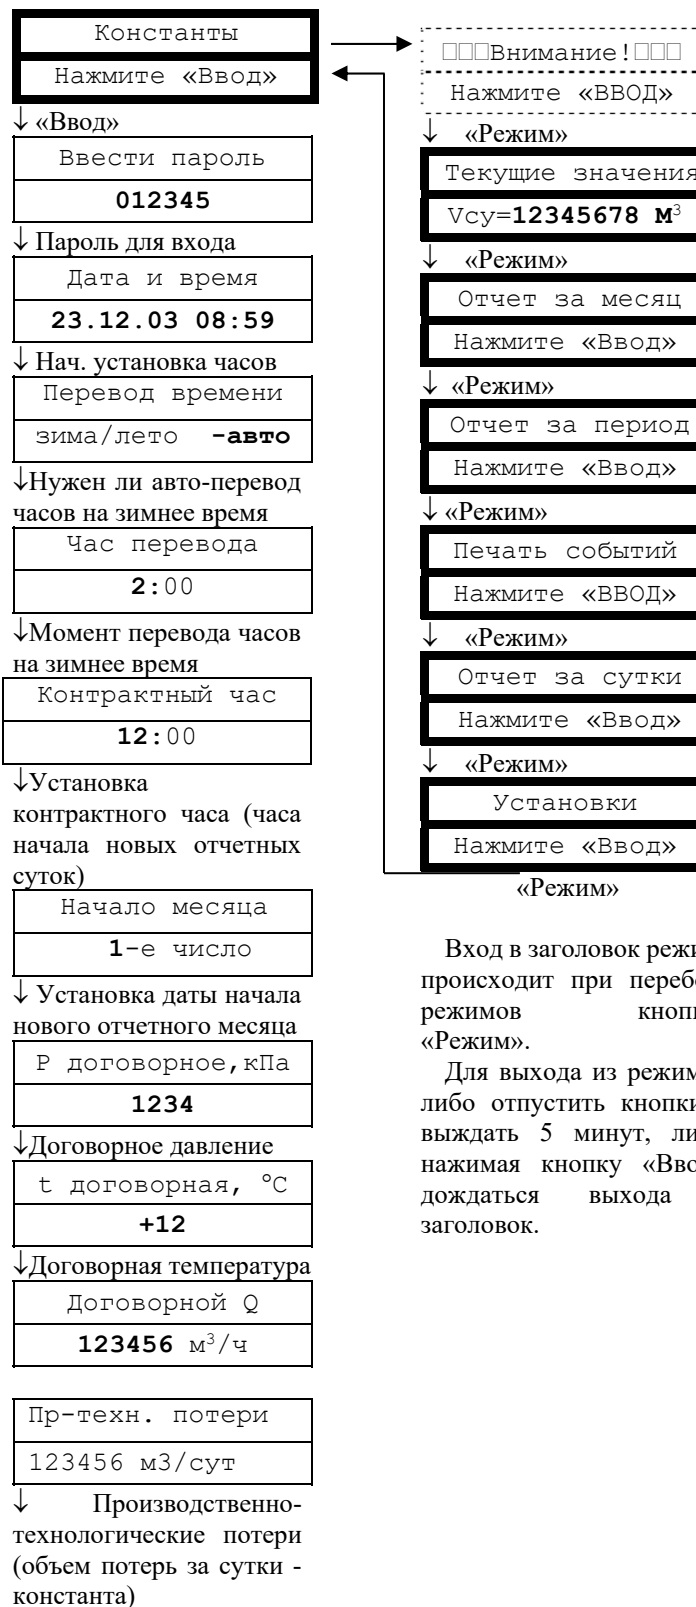 Константы
Нажмите «Ввод»
↓ «Ввод»
Ввести пароль
012345
↓ Пароль для входа
Дата и время
23.12.03 08:59
↓ Нач. установка часов
Перевод времени
зима/лето -авто
↓Нужен ли авто-перевод
часов на зимнее время
Час перевода
2:00
↓Момент перевода часов
на зимнее время
Контрактный час
12:00
↓Установка
контрактного часа (часа
начала новых отчетных
суток)
Начало месяца
1-е число
↓ Установка даты начала
нового отчетного месяца
Р договорное,кПа
1234
↓Договорное давление
t договорная, °С
+12
↓Договорная температура
Договорной Q
123456 м³/ч
Пр-техн. потери
123456 м3/сут
↓ Производственно-
технологические потери
(объем потерь за сутки -
константа)
□□□Внимание!□□□
Нажмите «ВВОД»
↓ «Режим»
Текущие значения
Vсу=12345678 м³
↓ «Режим»
Отчет за месяц
Нажмите «Ввод»
↓ «Режим»
Отчет за период
Нажмите «Ввод»
↓ «Режим»
Печать событий
Нажмите «ВВОД»
↓ «Режим»
Отчет за сутки
Нажмите «Ввод»
↓ «Режим»
Установки
Нажмите «Ввод»
«Режим»
Вход в заголовок
происходит при
режимов
«Режим».
Для выхода из
либо отпустить
выждать 5 минут,
нажимая кнопку
дождаться выхода
заголовок.